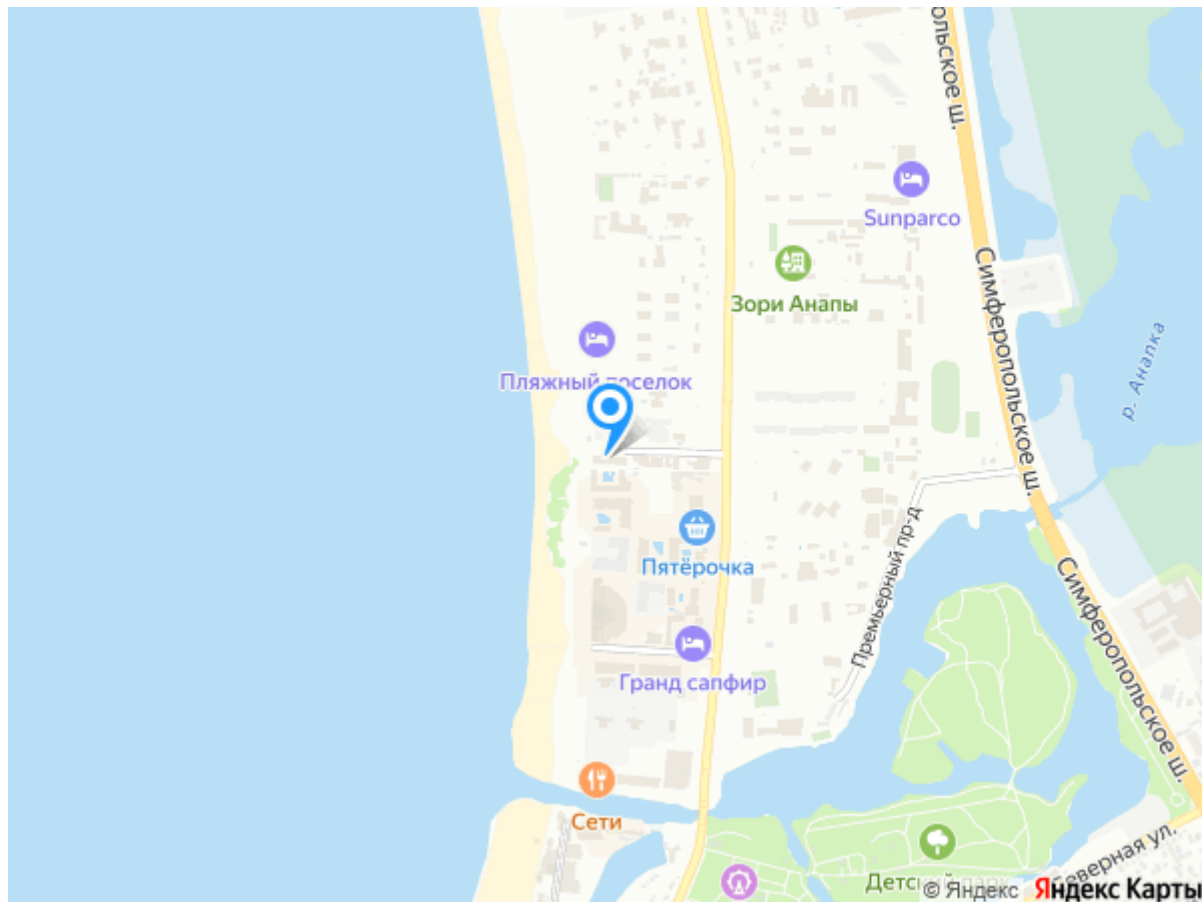 ольское ш.
Sunparco
Зори Анапы
Симферопольское ш.
р. Анапка
Пляжный поселок
Премьерный пр-д
Пятёрочка
Симферопольское ш.
Гранд сапфир
Сети
Северная ул.
Детский парк
© Яндекс Яндекс Карты